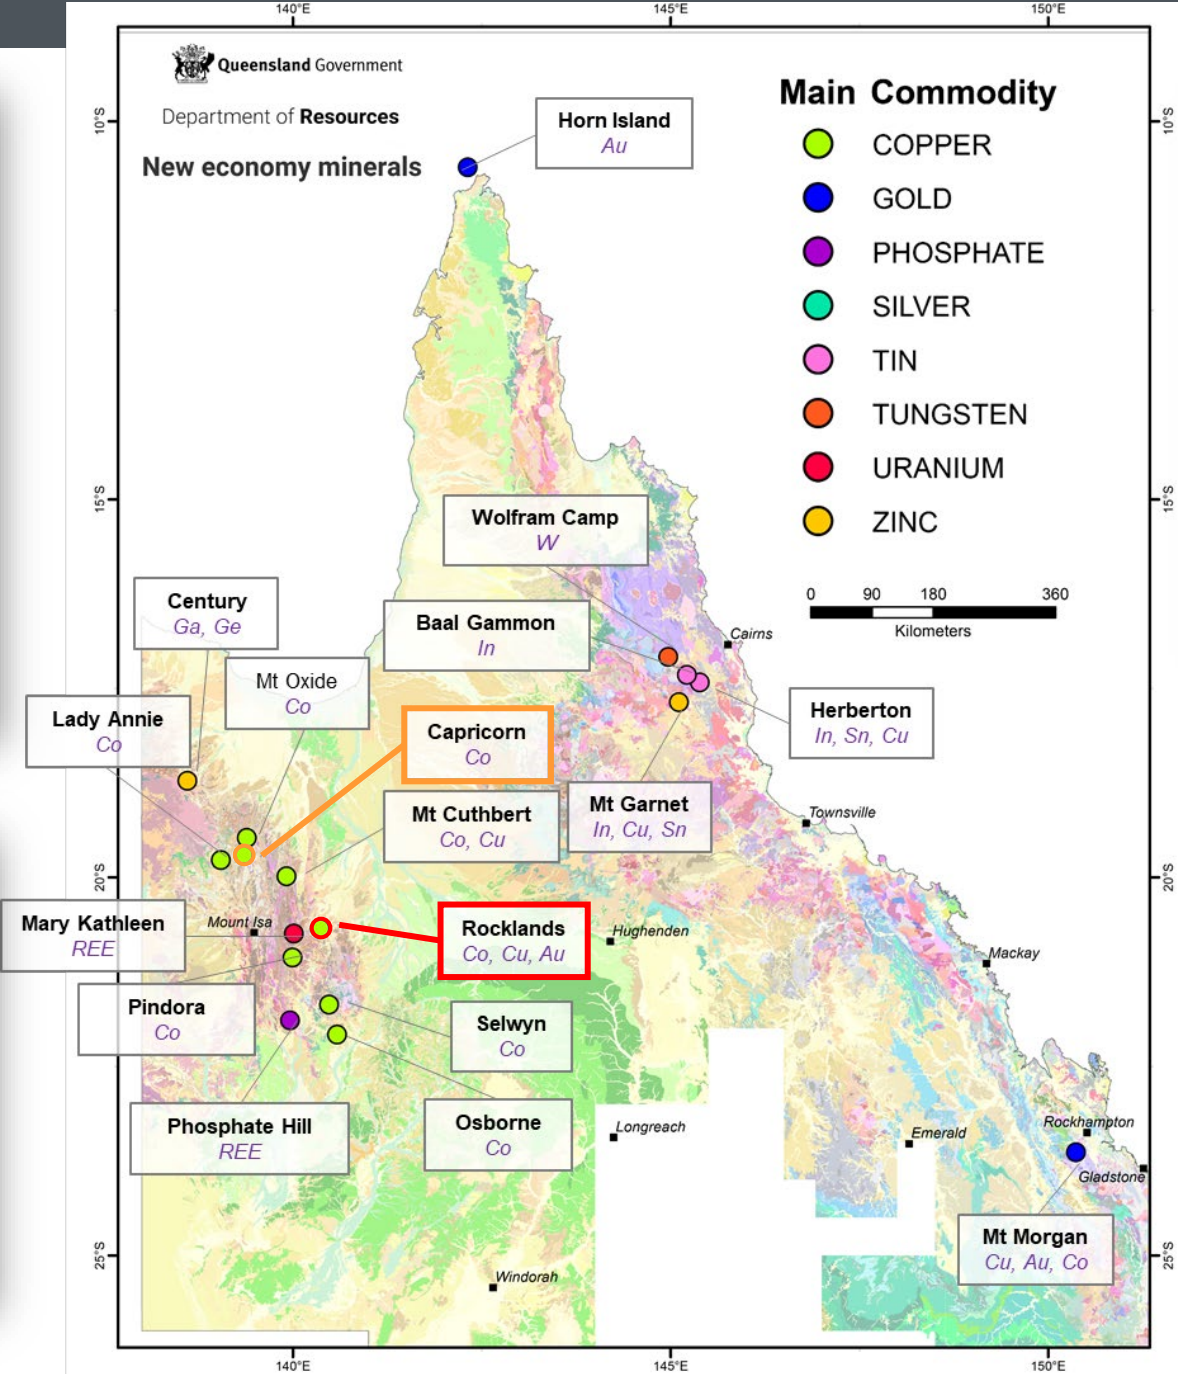 140°E
145°E
150°E
Queensland Government
Department of Resources
New economy minerals
Main Commodity
COPPER
GOLD
PHOSPHATE
SILVER
TIN
TUNGSTEN
URANIUM
ZINC
0 90 180 360
Kilometers
10°S
10°S
15°S
15°S
20°S
20°S
25°S
25°S
Horn Island
Au
Wolfram Camp
W
Century
Ga, Ge
Baal Gammon
In
Cairns
Mt Oxide
Co
Lady Annie
Co
Capricorn
Co
Herberton
In, Sn, Cu
Mt Cuthbert
Co, Cu
Mt Garnet
In, Cu, Sn
Townsville
Mary Kathleen
REE
Mount Isa
Rocklands
Co, Cu, Au
Hughenden
Mackay
Pindora
Co
Selwyn
Co
Phosphate Hill
REE
Osborne
Co
Longreach
Emerald
Rockhampton
Gladstone
Mt Morgan
Cu, Au, Co
Windorah
140°E
145°E
150°E